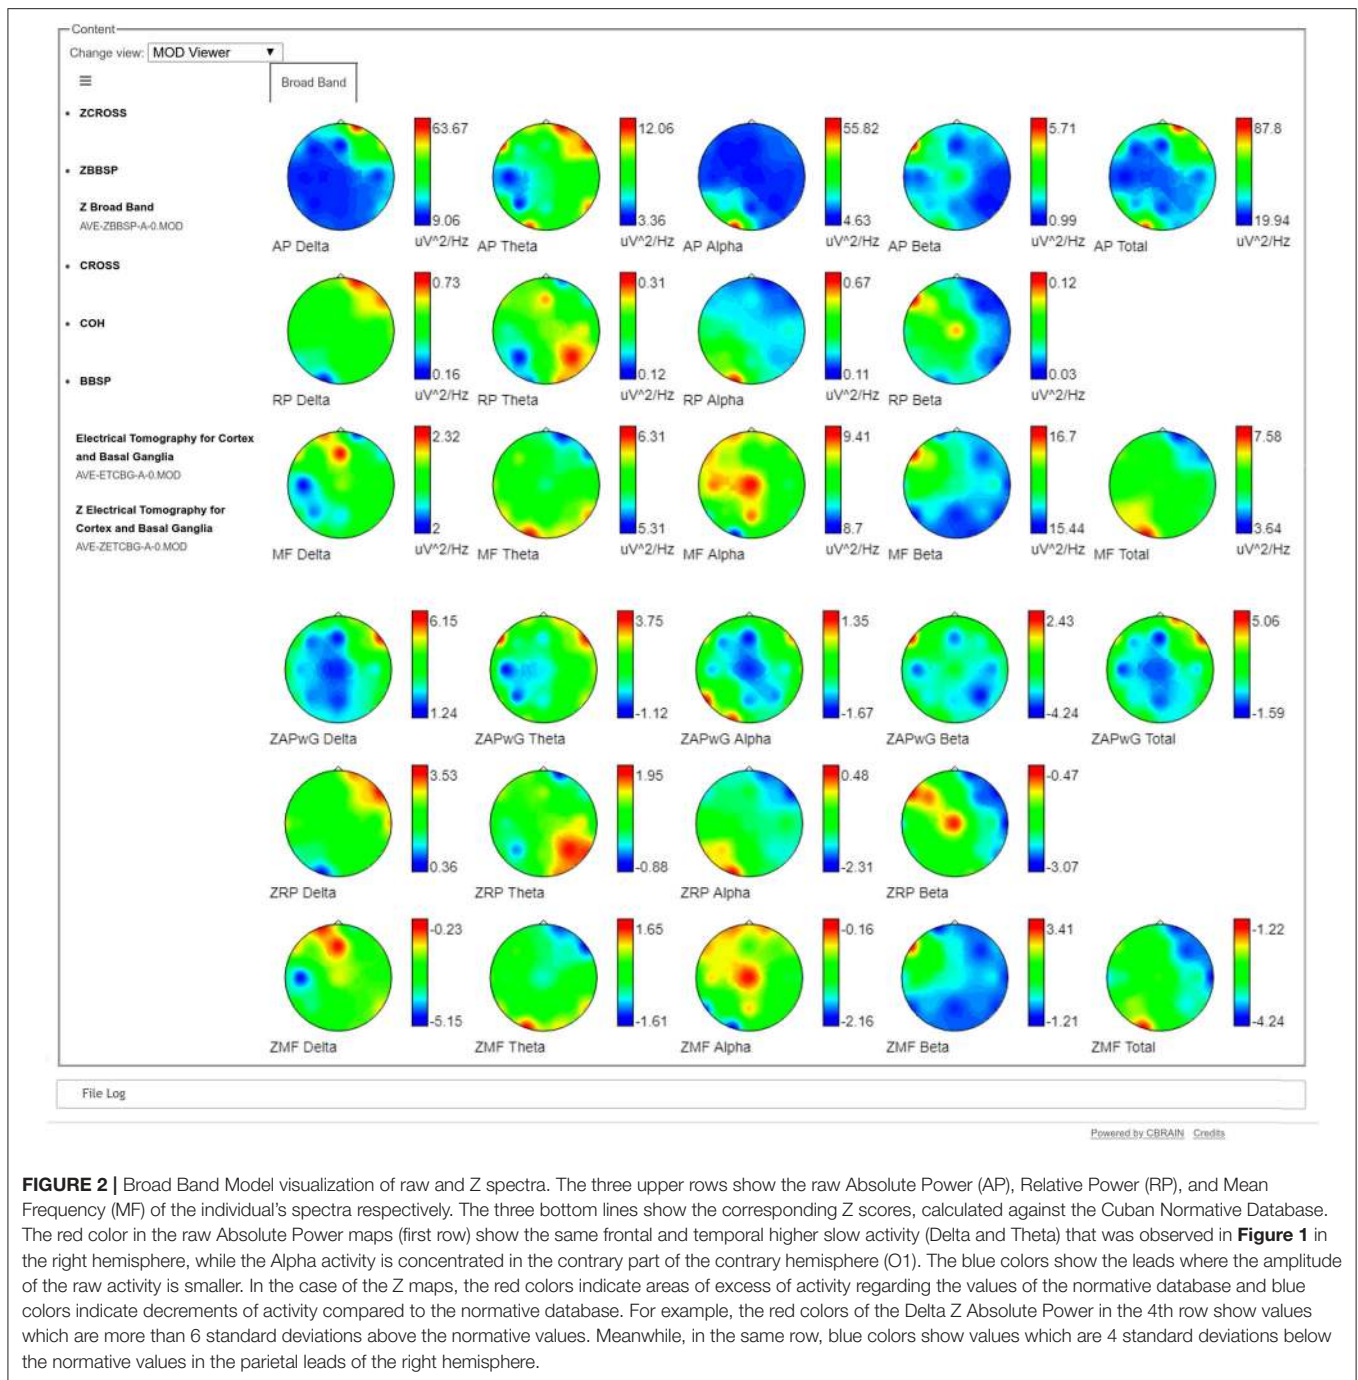 Content
Change view: MOD Viewer ▼
☰
Broad Band
• ZCROSS
• ZBBSP
Z Broad Band
AVE-ZBBSP-A-0.MOD
• CROSS
• COH
• BBSP
Electrical Tomography for Cortex
and Basal Ganglia
AVE-ETCBG-A-0.MOD
Z Electrical Tomography for
Cortex and Basal Ganglia
AVE-ZETCBG-A-0.MOD
63.67 12.06 55.82 5.71 87.8
9.06 3.36 4.63 0.99 19.94
AP Delta uV^2/Hz AP Theta uV^2/Hz AP Alpha uV^2/Hz AP Beta uV^2/Hz AP Total uV^2/Hz
0.73 0.31 0.67 0.12
0.16 0.12 0.11 0.03
RP Delta uV^2/Hz RP Theta uV^2/Hz RP Alpha uV^2/Hz RP Beta uV^2/Hz
2.32 6.31 9.41 16.7 7.58
2 5.31 8.7 15.44 3.64
MF Delta uV^2/Hz MF Theta uV^2/Hz MF Alpha uV^2/Hz MF Beta uV^2/Hz MF Total uV^2/Hz
6.15 3.75 1.35 2.43 5.06
1.24 -1.12 -1.67 -4.24 -1.59
ZAPwG Delta ZAPwG Theta ZAPwG Alpha ZAPwG Beta ZAPwG Total
3.53 1.95 0.48 -0.47
0.36 -0.88 -2.31 -3.07
ZRP Delta ZRP Theta ZRP Alpha ZRP Beta
-0.23 1.65 -0.16 3.41 -1.22
-5.15 -1.61 -2.16 -1.21 -4.24
ZMF Delta ZMF Theta ZMF Alpha ZMF Beta ZMF Total
File Log
Powered by CBRAIN Credits
FIGURE 2 | Broad Band Model visualization of raw and Z spectra. The three upper rows show the raw Absolute Power (AP), Relative Power (RP), and Mean
Frequency (MF) of the individual's spectra respectively. The three bottom lines show the corresponding Z scores, calculated against the Cuban Normative Database.
The red color in the raw Absolute Power maps (first row) show the same frontal and temporal higher slow activity (Delta and Theta) that was observed in Figure 1 in
the right hemisphere, while the Alpha activity is concentrated in the contrary part of the contrary hemisphere (O1). The blue colors show the leads where the amplitude
of the raw activity is smaller. In the case of the Z maps, the red colors indicate areas of excess of activity regarding the values of the normative database and blue
colors indicate decrements of activity compared to the normative database. For example, the red colors of the Delta Z Absolute Power in the 4th row show values
which are more than 6 standard deviations above the normative values. Meanwhile, in the same row, blue colors show values which are 4 standard deviations below
the normative values in the parietal leads of the right hemisphere.